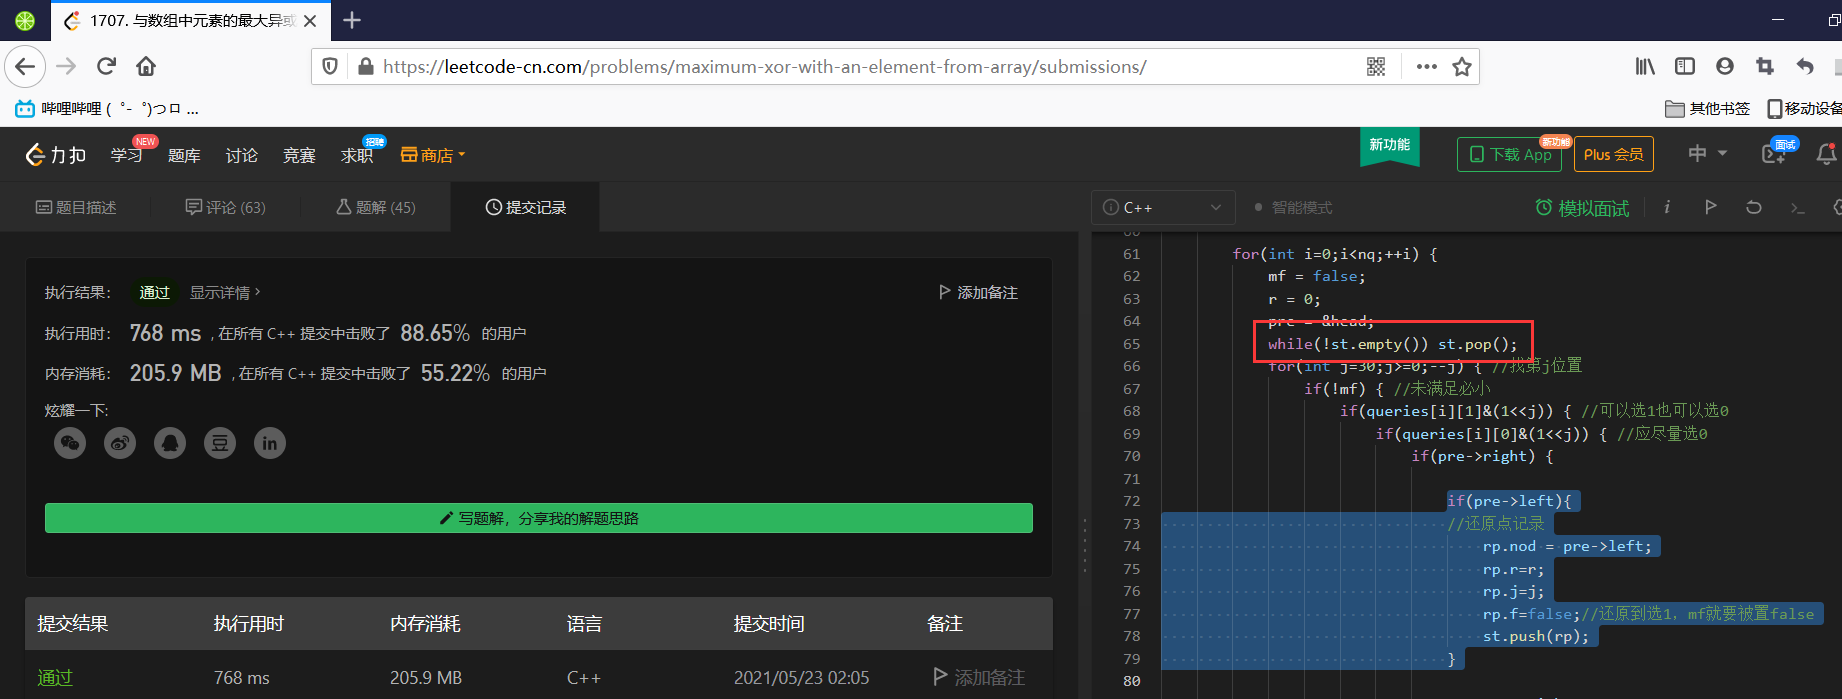 1707. 与数组中元素的最大异或
https://leetcode-cn.com/problems/maximum-xor-with-an-element-from-array/submissions/
哔哩哔哩 ( ゜- ゜)つロ ...
其他书签
移动设备
力扣
学习
NEW
题库
讨论
竞赛
求职
招聘
商店
新功能
下载 App
新功能
Plus 会员
中
面试
题目描述
评论 (63)
题解 (45)
提交记录
i C++
智能模式
模拟面试
i
执行结果：
通过
显示详情 ›
添加备注
执行用时：
768 ms , 在所有 C++ 提交中击败了 88.65% 的用户
内存消耗：
205.9 MB , 在所有 C++ 提交中击败了 55.22% 的用户
炫耀一下:
豆
in
写题解，分享我的解题思路
提交结果 执行用时 内存消耗 语言 提交时间 备注
通过 768 ms 205.9 MB C++ 2021/05/23 02:05 添加备注
60
61 for(int i=0;i<nq;++i) {
62 mf = false;
63 r = 0;
64 pre = &head;
65 while(!st.empty()) st.pop();
66 for(int j=30;j>=0;--j) { //找第j位置
67 if(!mf) { //未满足必小
68 if(queries[i][1]&(1<<j)) { //可以选1也可以选0
69 if(queries[i][0]&(1<<j)) { //应尽量选0
70 if(pre->right) {
71
72 if(pre->left){
73 //还原点记录
74 rp.nod = pre->left;
75 rp.r=r;
76 rp.j=j;
77 rp.f=false;//还原到选1，mf就要被置false
78 st.push(rp);
79 }
80